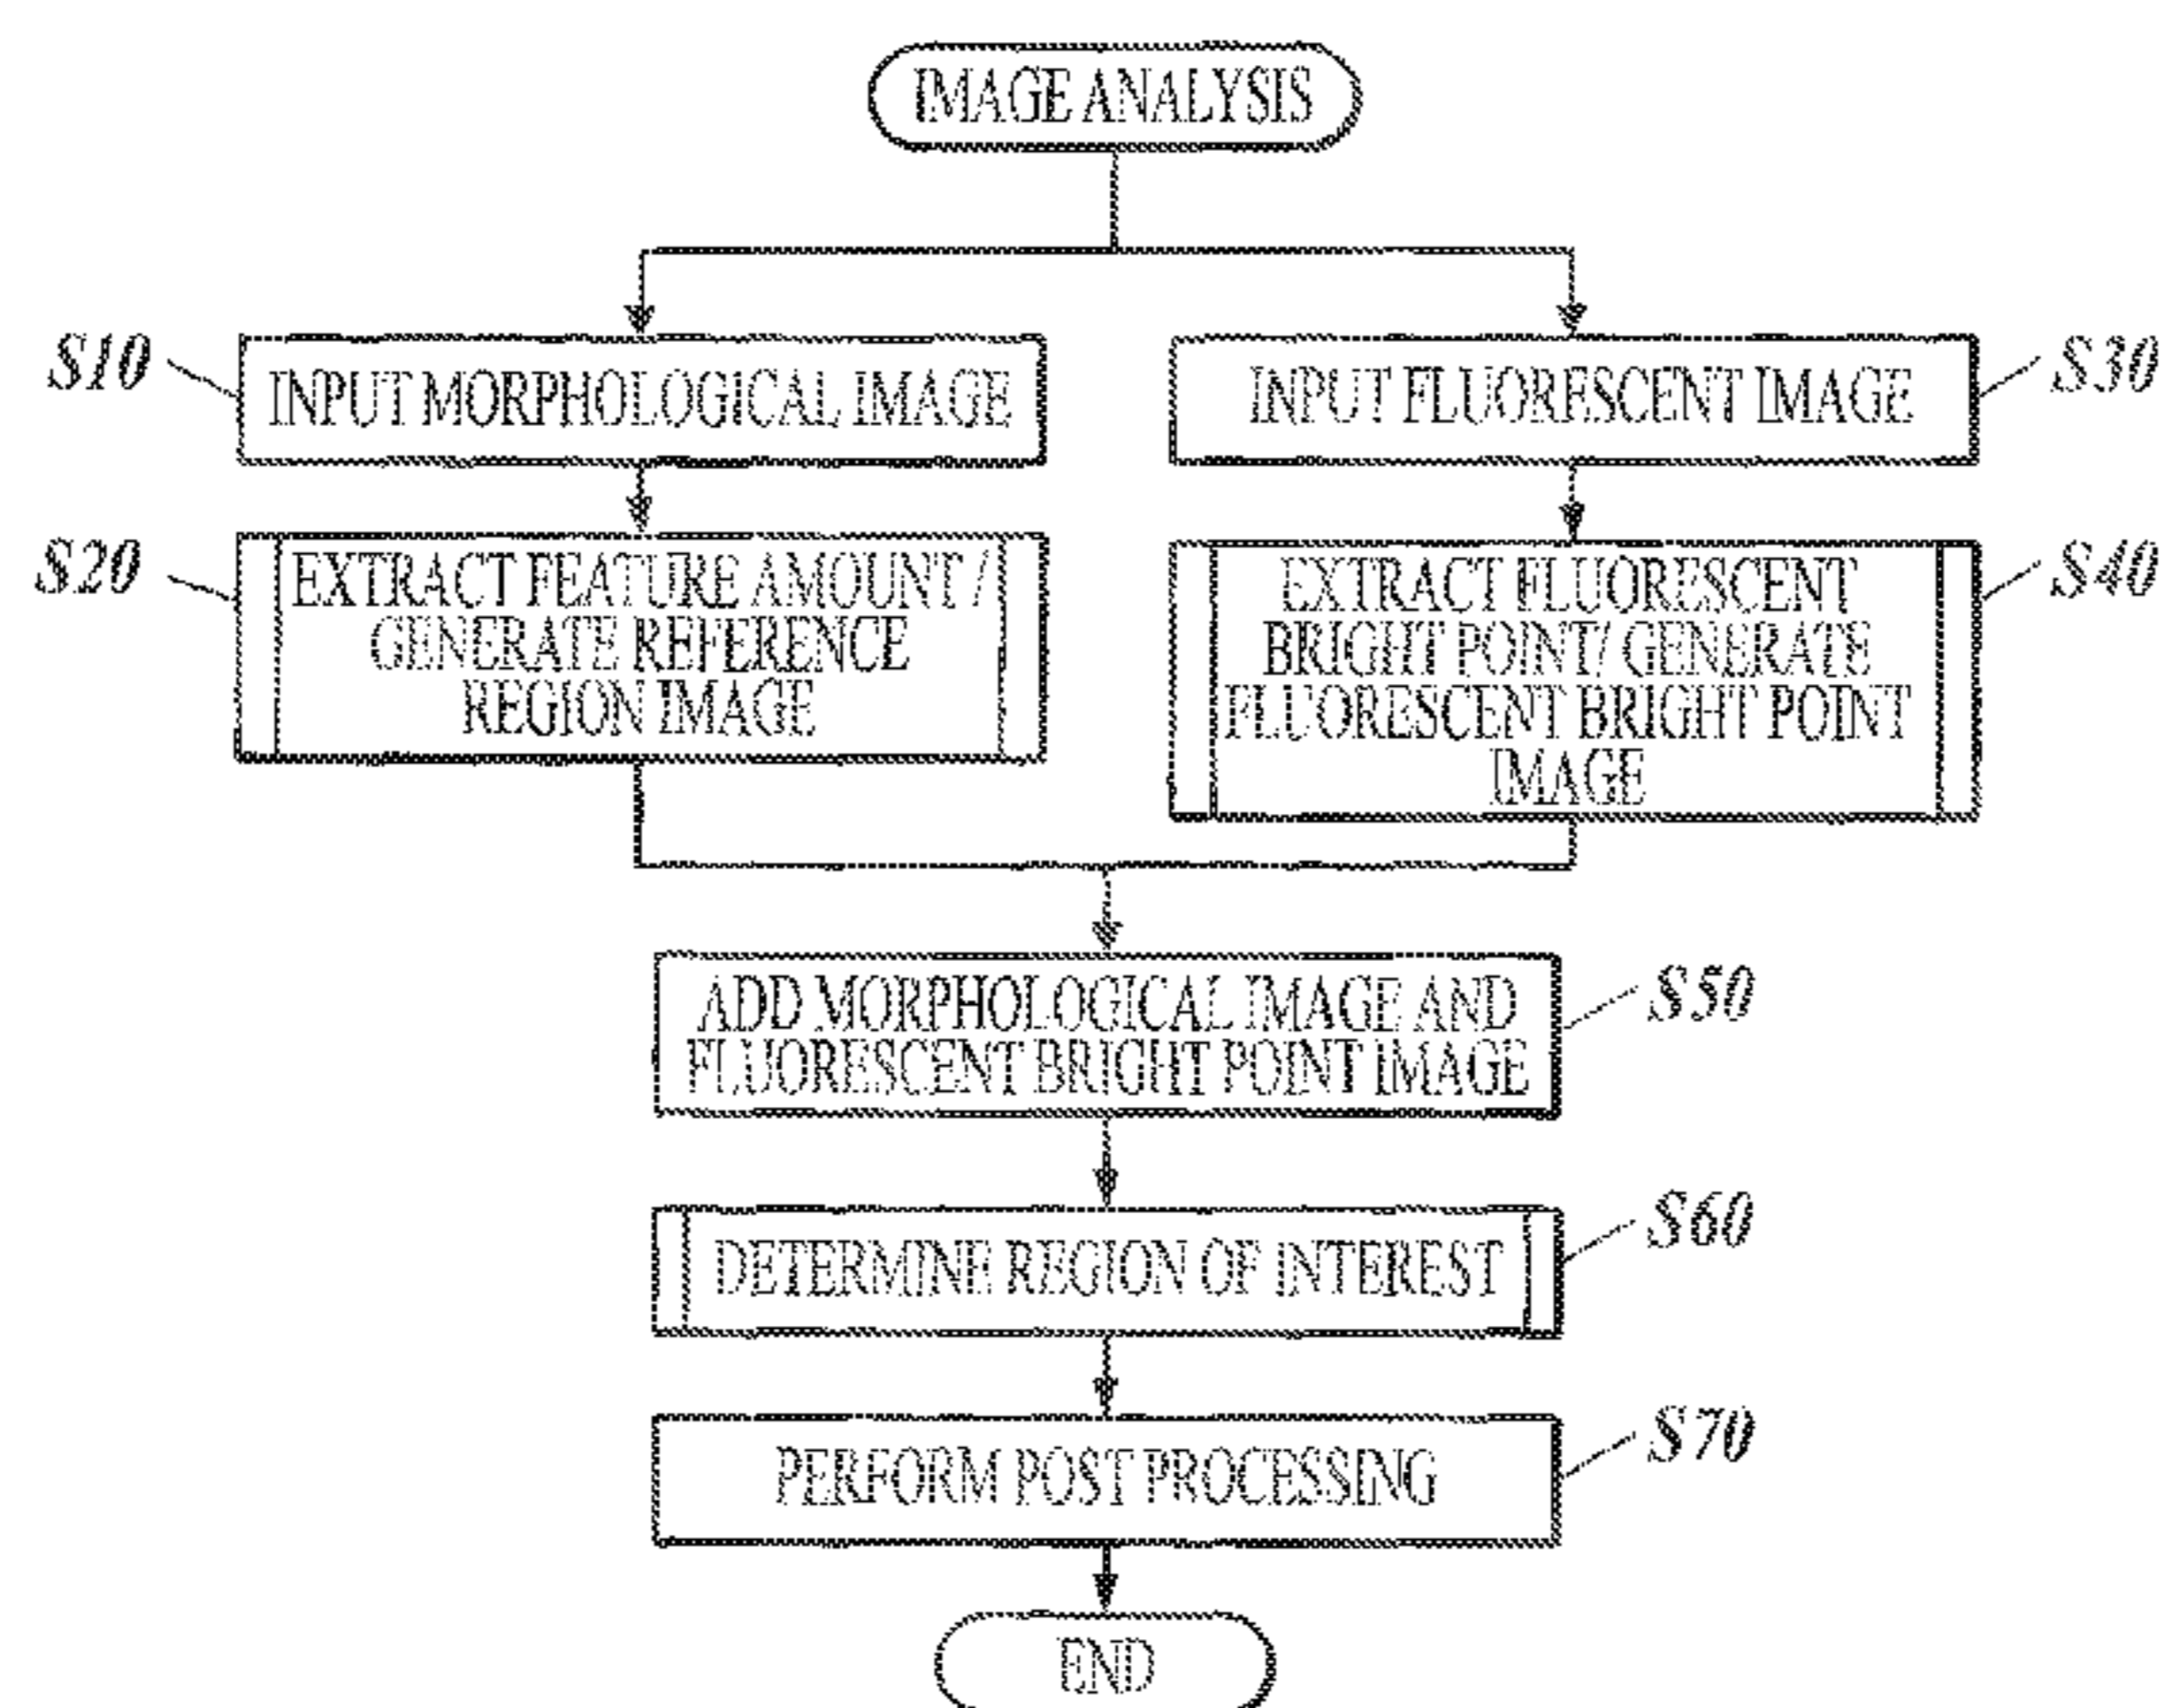 IMAGE ANALYSIS
S10
INPUT MORPHOLOGICAL IMAGE
INPUT FLUORESCENT IMAGE
S30
S20
EXTRACT FEATURE AMOUNT /
GENERATE REFERENCE
REGION IMAGE
EXTRACT FLUORESCENT
BRIGHT POINT/ GENERATE
FLUORESCENT BRIGHT POINT
IMAGE
S40
ADD MORPHOLOGICAL IMAGE AND
FLUORESCENT BRIGHT POINT IMAGE
S50
DETERMINE REGION OF INTEREST
S60
PERFORM POST PROCESSING
S70
END